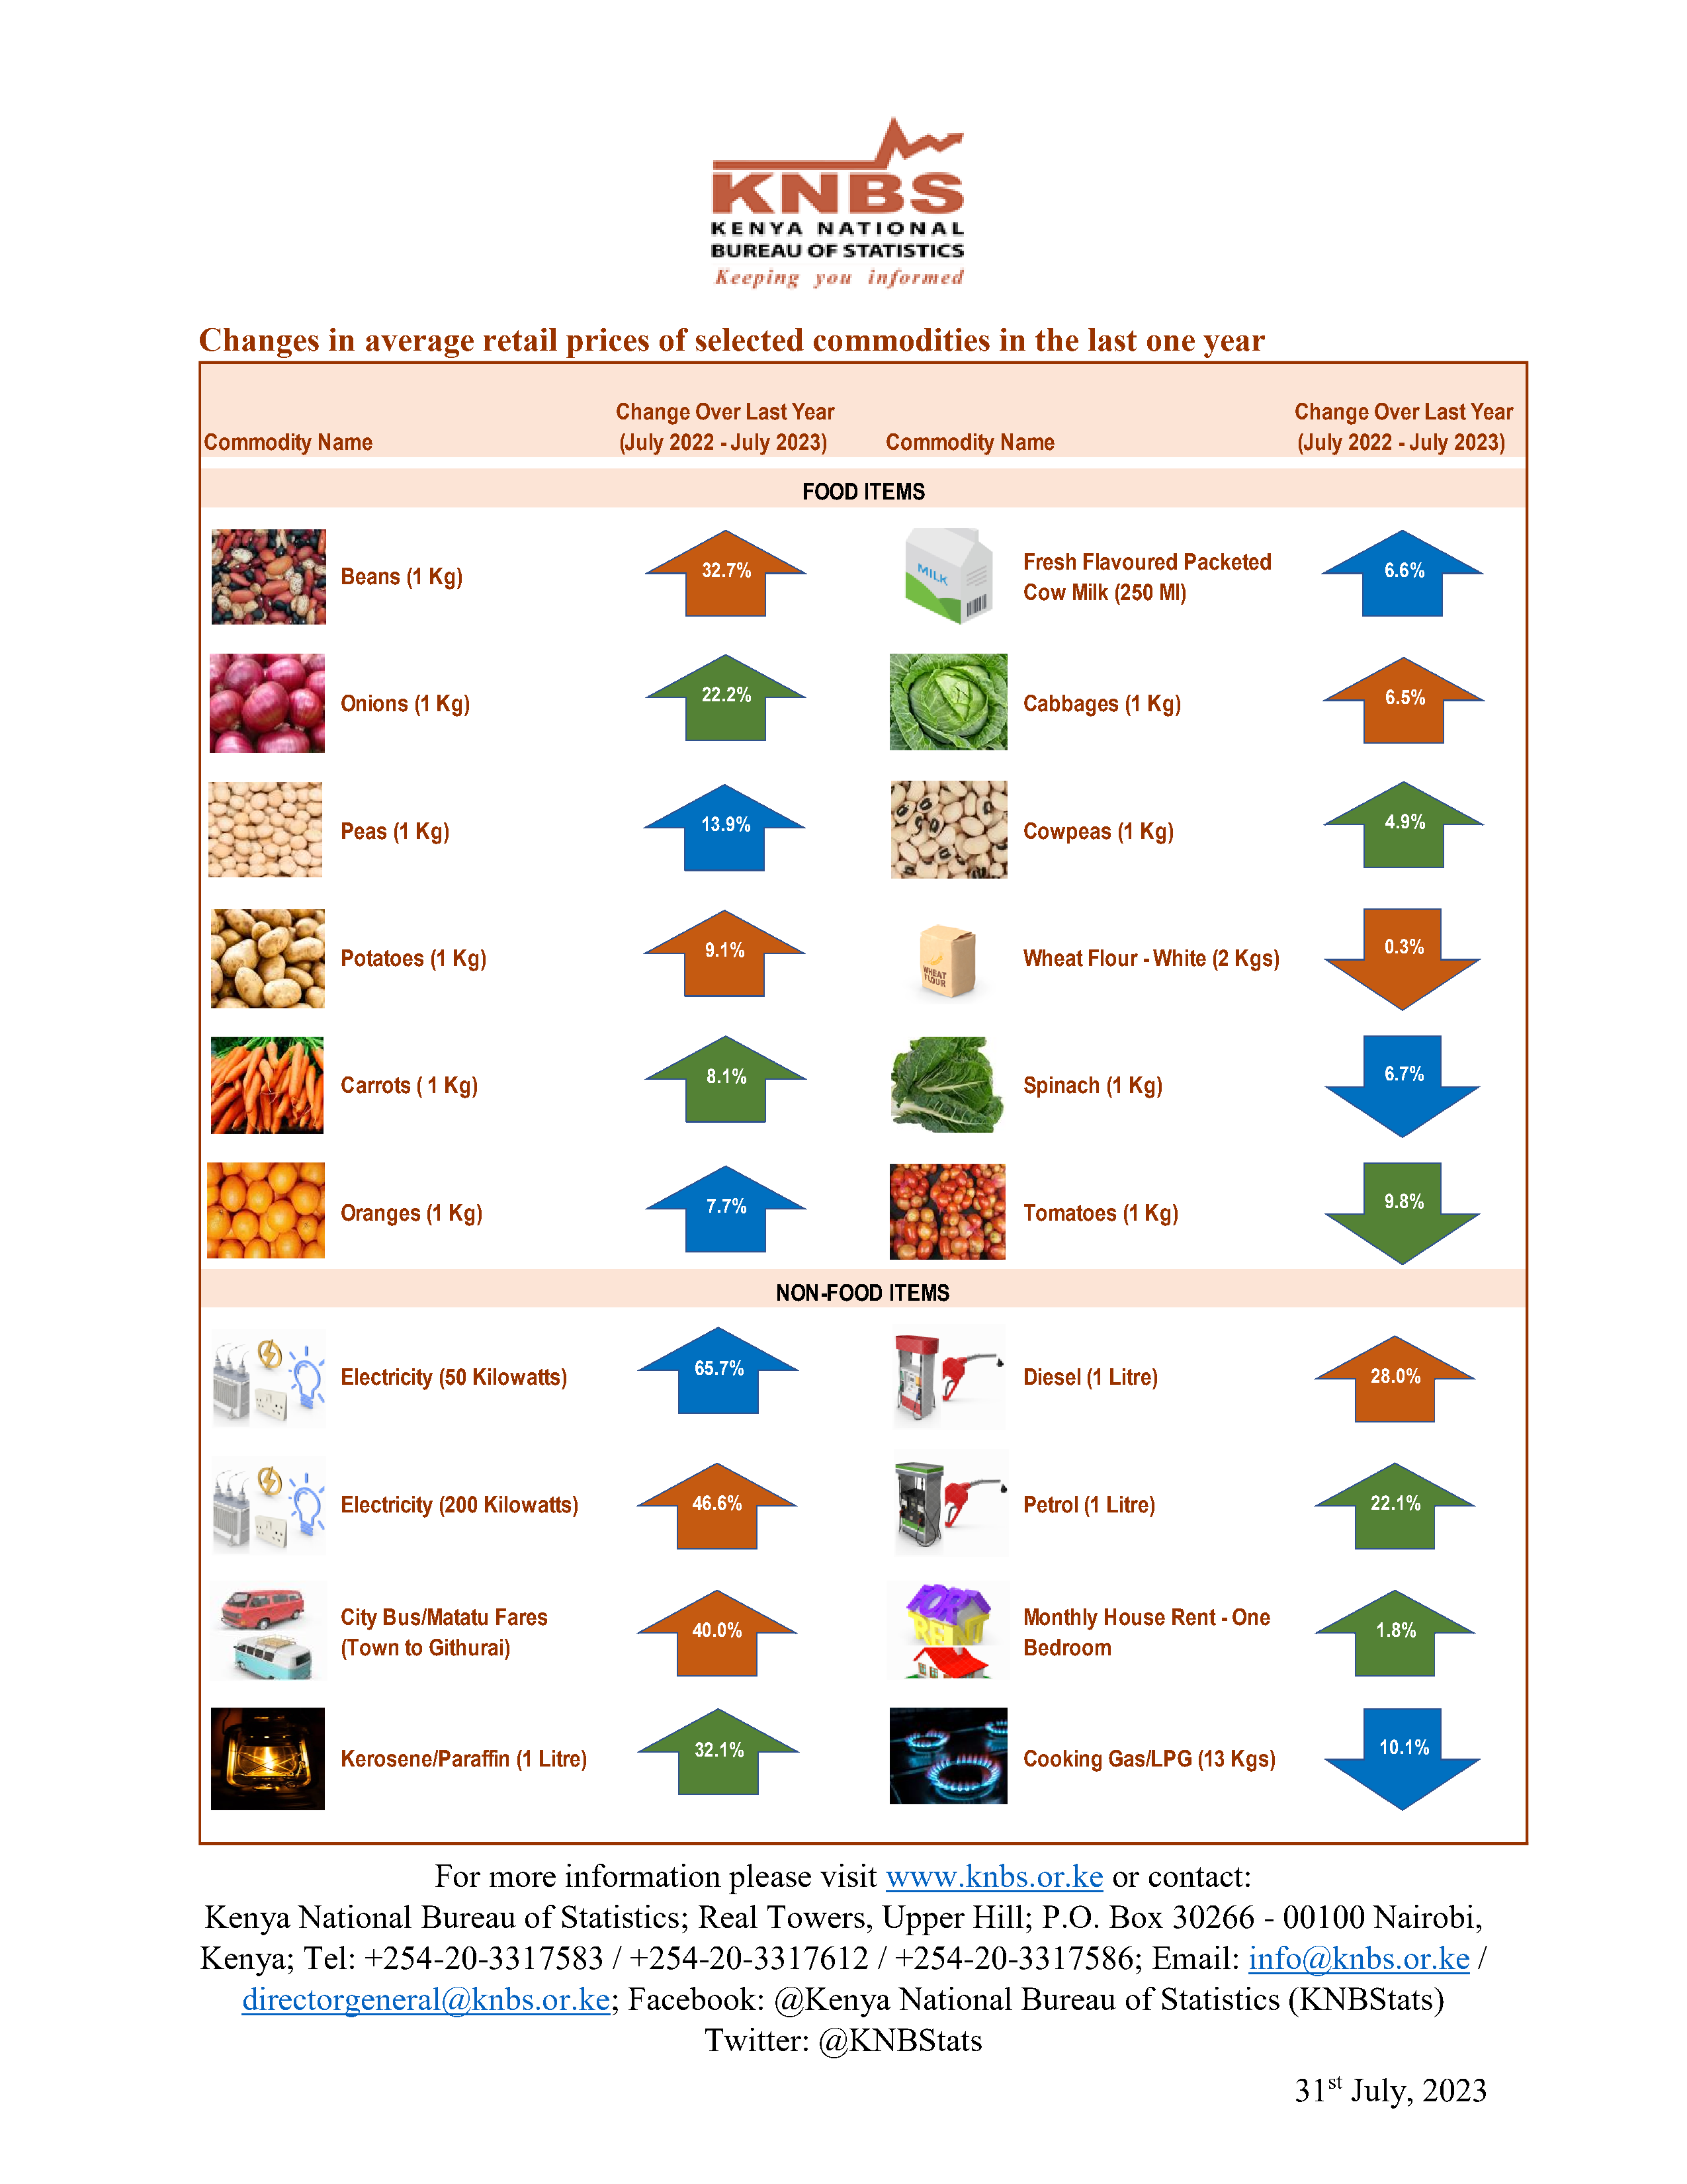 KNBS
KENYA NATIONAL
BUREAU OF STATISTICS
Keeping you informed
Changes in average retail prices of selected commodities in the last one year
Commodity Name
Change Over Last Year
(July 2022 - July 2023)
Commodity Name
Change Over Last Year
(July 2022 - July 2023)
FOOD ITEMS
Beans (1 Kg)
32.7%
MILK
Fresh Flavoured Packeted
Cow Milk (250 Ml)
6.6%
Onions (1 Kg)
22.2%
Cabbages (1 Kg)
6.5%
Peas (1 Kg)
13.9%
Cowpeas (1 Kg)
4.9%
Potatoes (1 Kg)
9.1%
WHEAT
FLOUR
Wheat Flour - White (2 Kgs)
0.3%
Carrots ( 1 Kg)
8.1%
Spinach (1 Kg)
6.7%
Oranges (1 Kg)
7.7%
Tomatoes (1 Kg)
9.8%
NON-FOOD ITEMS
Electricity (50 Kilowatts)
65.7%
Diesel (1 Litre)
28.0%
Electricity (200 Kilowatts)
46.6%
Petrol (1 Litre)
22.1%
City Bus/Matatu Fares
(Town to Githurai)
40.0%
FOR
RENT
Monthly House Rent - One
Bedroom
1.8%
Kerosene/Paraffin (1 Litre)
32.1%
Cooking Gas/LPG (13 Kgs)
10.1%
For more information please visit www.knbs.or.ke or contact:
Kenya National Bureau of Statistics; Real Towers, Upper Hill; P.O. Box 30266 - 00100 Nairobi,
Kenya; Tel: +254-20-3317583 / +254-20-3317612 / +254-20-3317586; Email: info@knbs.or.ke /
directorgeneral@knbs.or.ke; Facebook: @Kenya National Bureau of Statistics (KNBStats)
Twitter: @KNBStats
31st July, 2023